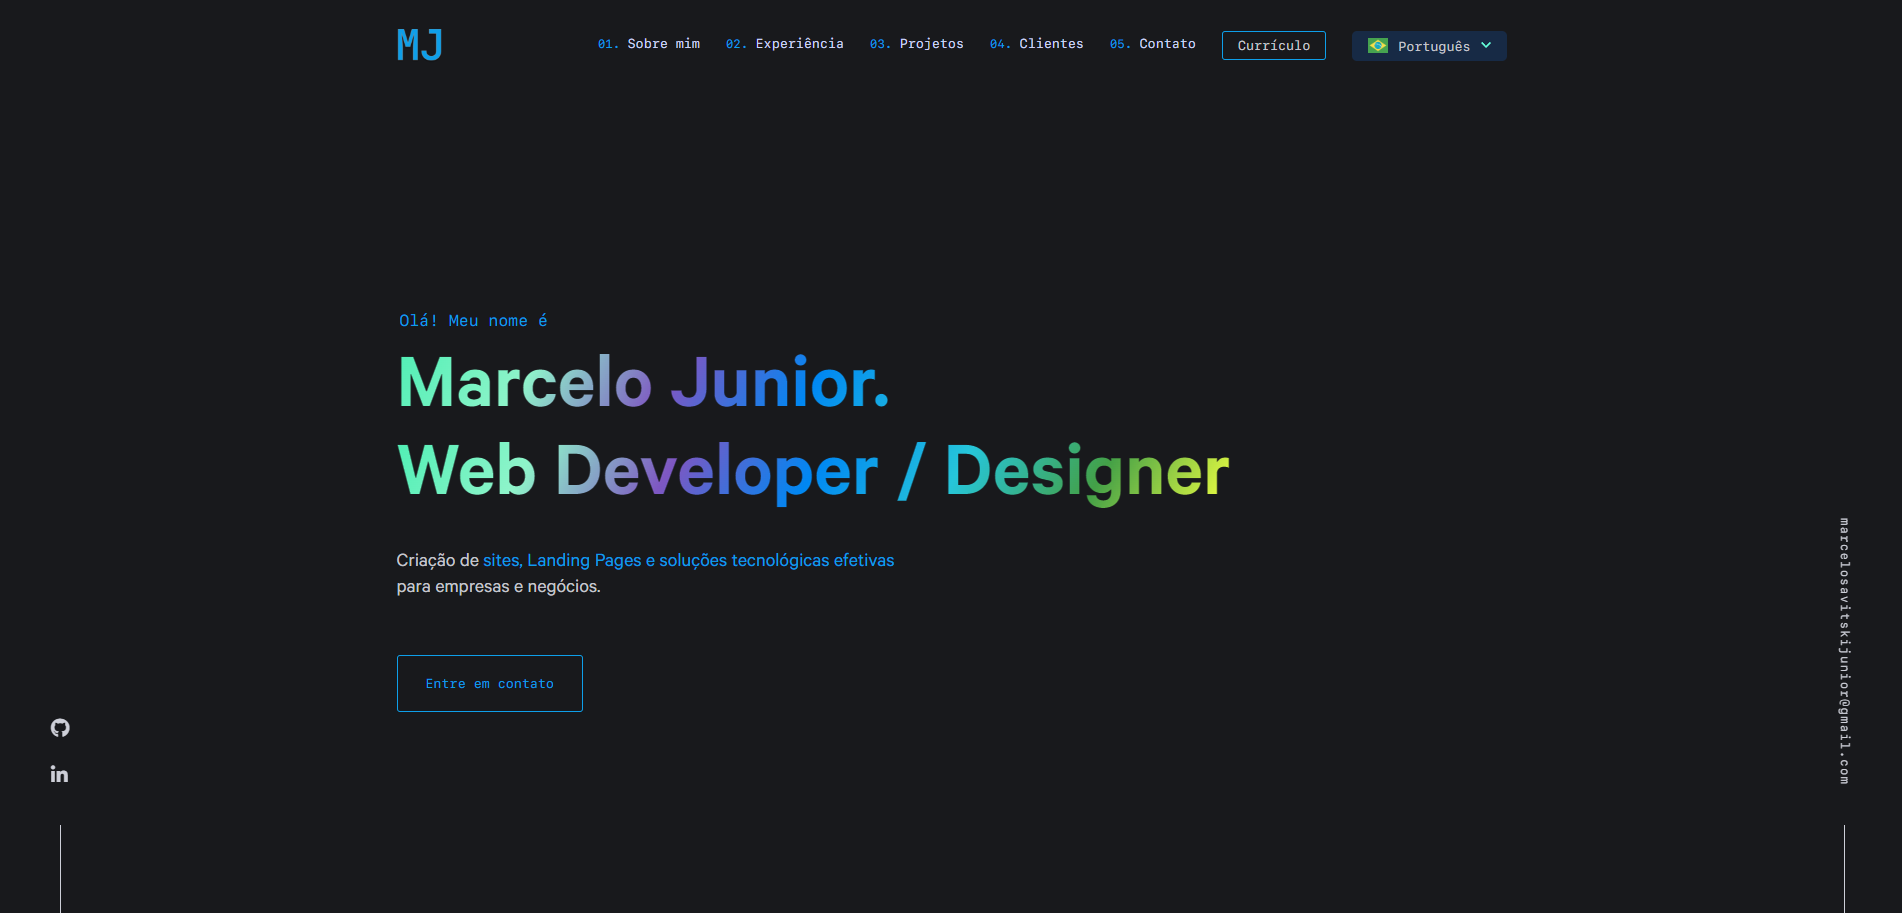 MJ
01. Sobre mim 02. Experiência 03. Projetos 04. Clientes 05. Contato Currículo Português
Olá! Meu nome é
Marcelo Junior.
Web Developer / Designer
Criação de sites, Landing Pages e soluções tecnológicas efetivas
para empresas e negócios.
Entre em contato
in
marcelosavitskijunior@gmail.com